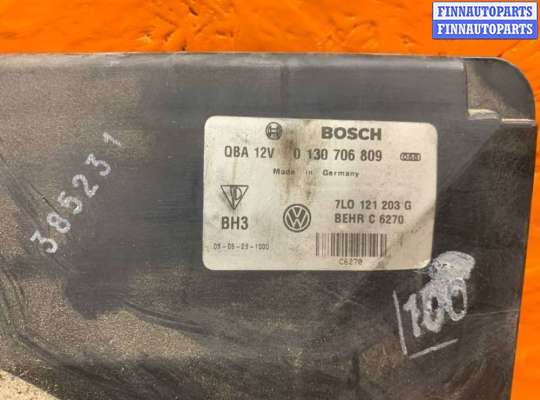 FINNAUTOPARTS
FINNAUTOPARTS
BOSCH
QBA 12V 0 130 706 809
Made in Germany
BH3
7L0 121 203 G
BEHR C 6270
C6270
385231
100